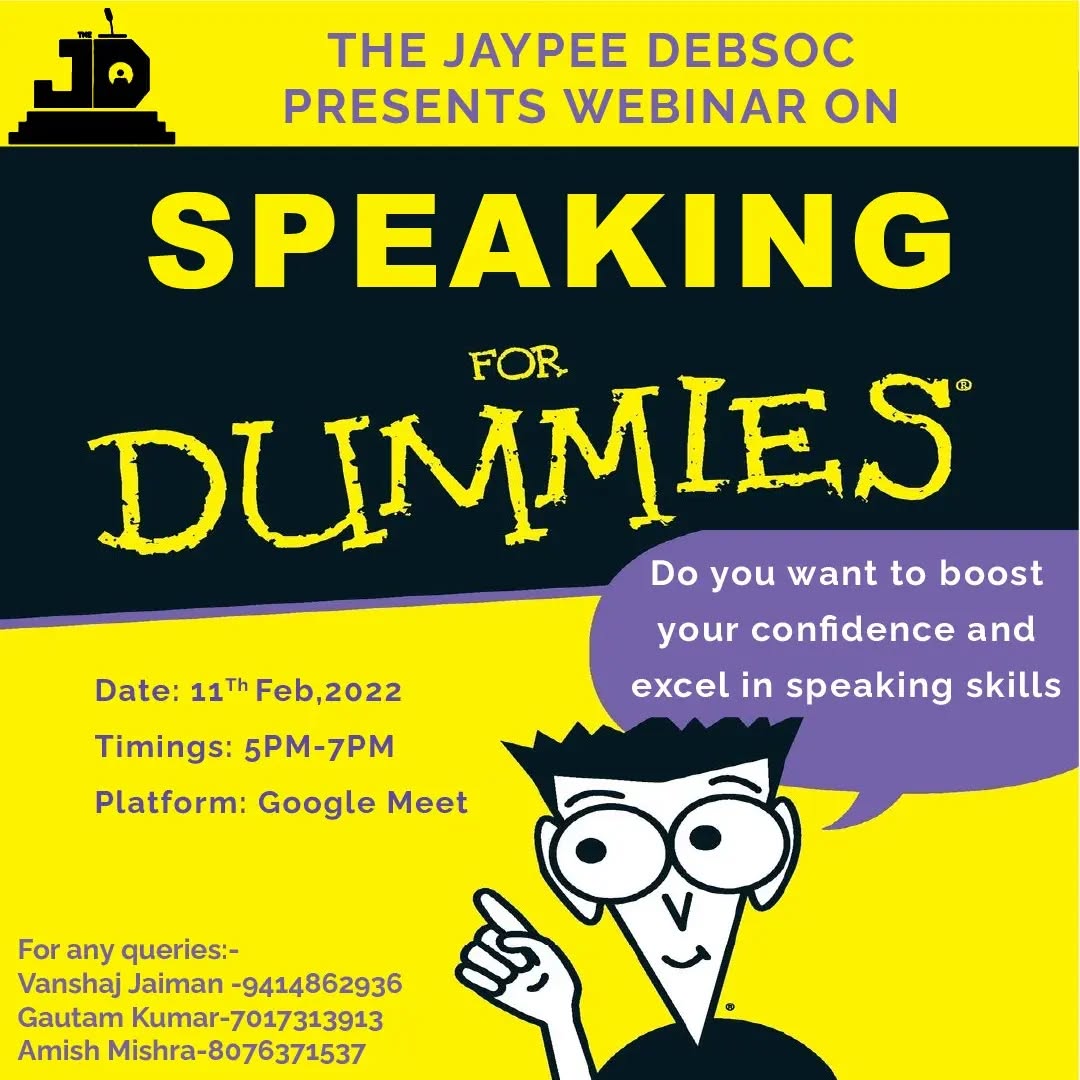 THE
JD
THE JAYPEE DEBSOC
PRESENTS WEBINAR ON
SPEAKING
FOR
DUMMIES®
Do you want to boost
your confidence and
excel in speaking skills
Date: 11Th Feb,2022
Timings: 5PM-7PM
Platform: Google Meet
For any queries:-
Vanshaj Jaiman -9414862936
Gautam Kumar-7017313913
Amish Mishra-8076371537
®